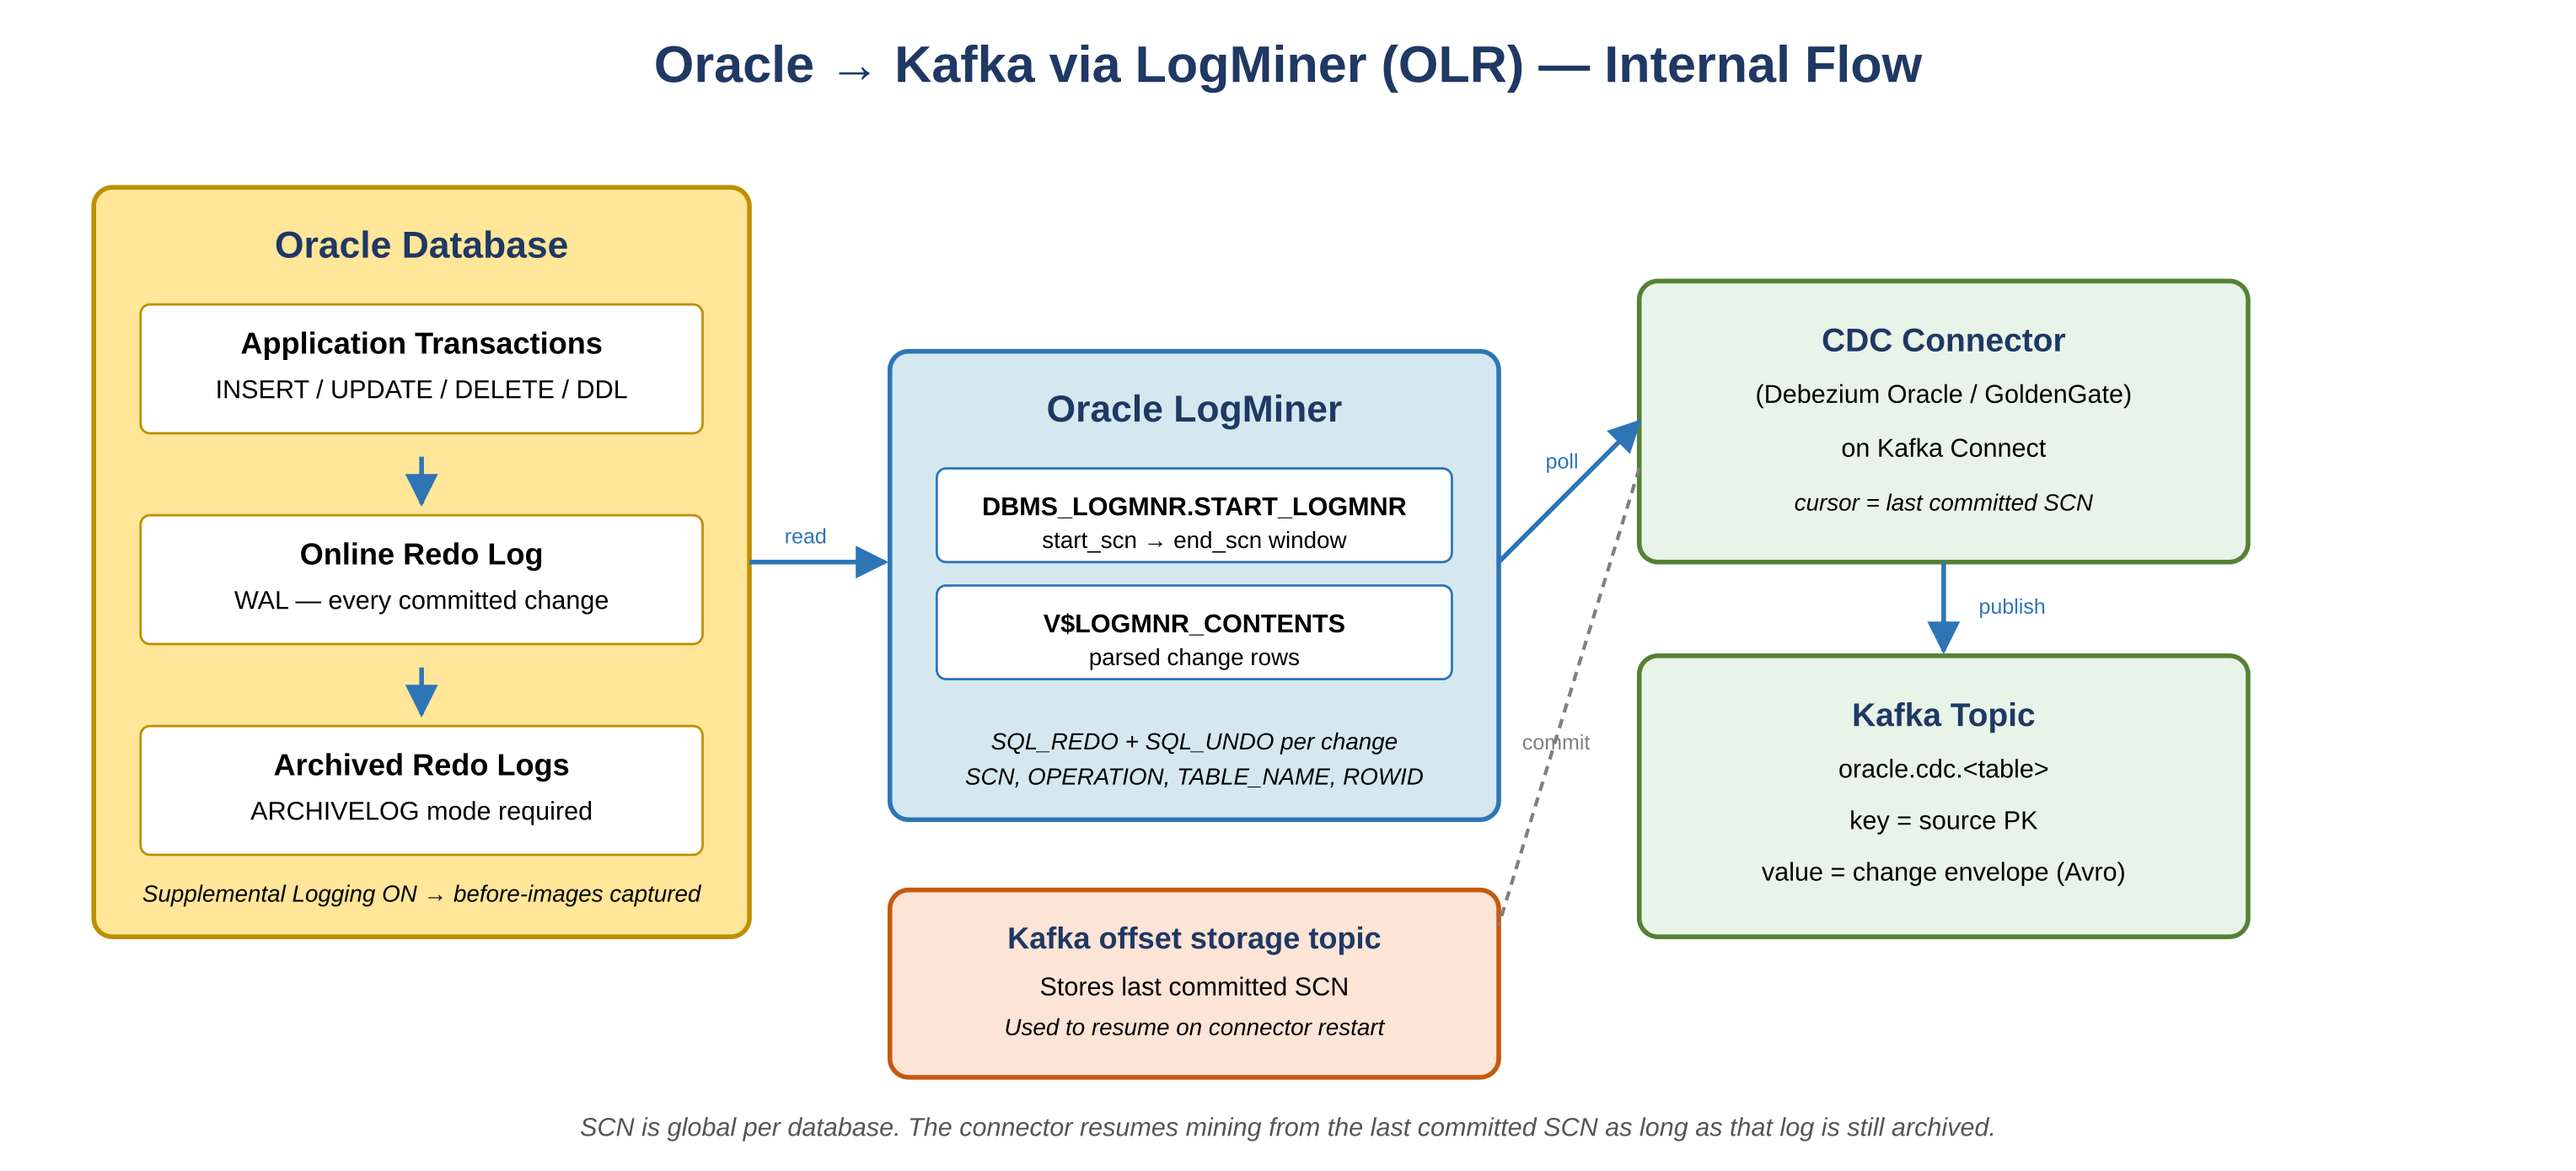 Oracle → Kafka via LogMiner (OLR) — Internal Flow
Oracle Database
Application Transactions
INSERT / UPDATE / DELETE / DDL
Online Redo Log
WAL — every committed change
Archived Redo Logs
ARCHIVELOG mode required
Supplemental Logging ON → before-images captured
read
Oracle LogMiner
DBMS_LOGMNR.START_LOGMNR
start_scn → end_scn window
V$LOGMNR_CONTENTS
parsed change rows
SQL_REDO + SQL_UNDO per change
SCN, OPERATION, TABLE_NAME, ROWID
poll
commit
Kafka offset storage topic
Stores last committed SCN
Used to resume on connector restart
CDC Connector
(Debezium Oracle / GoldenGate)
on Kafka Connect
cursor = last committed SCN
publish
Kafka Topic
oracle.cdc.<table>
key = source PK
value = change envelope (Avro)
SCN is global per database. The connector resumes mining from the last committed SCN as long as that log is still archived.